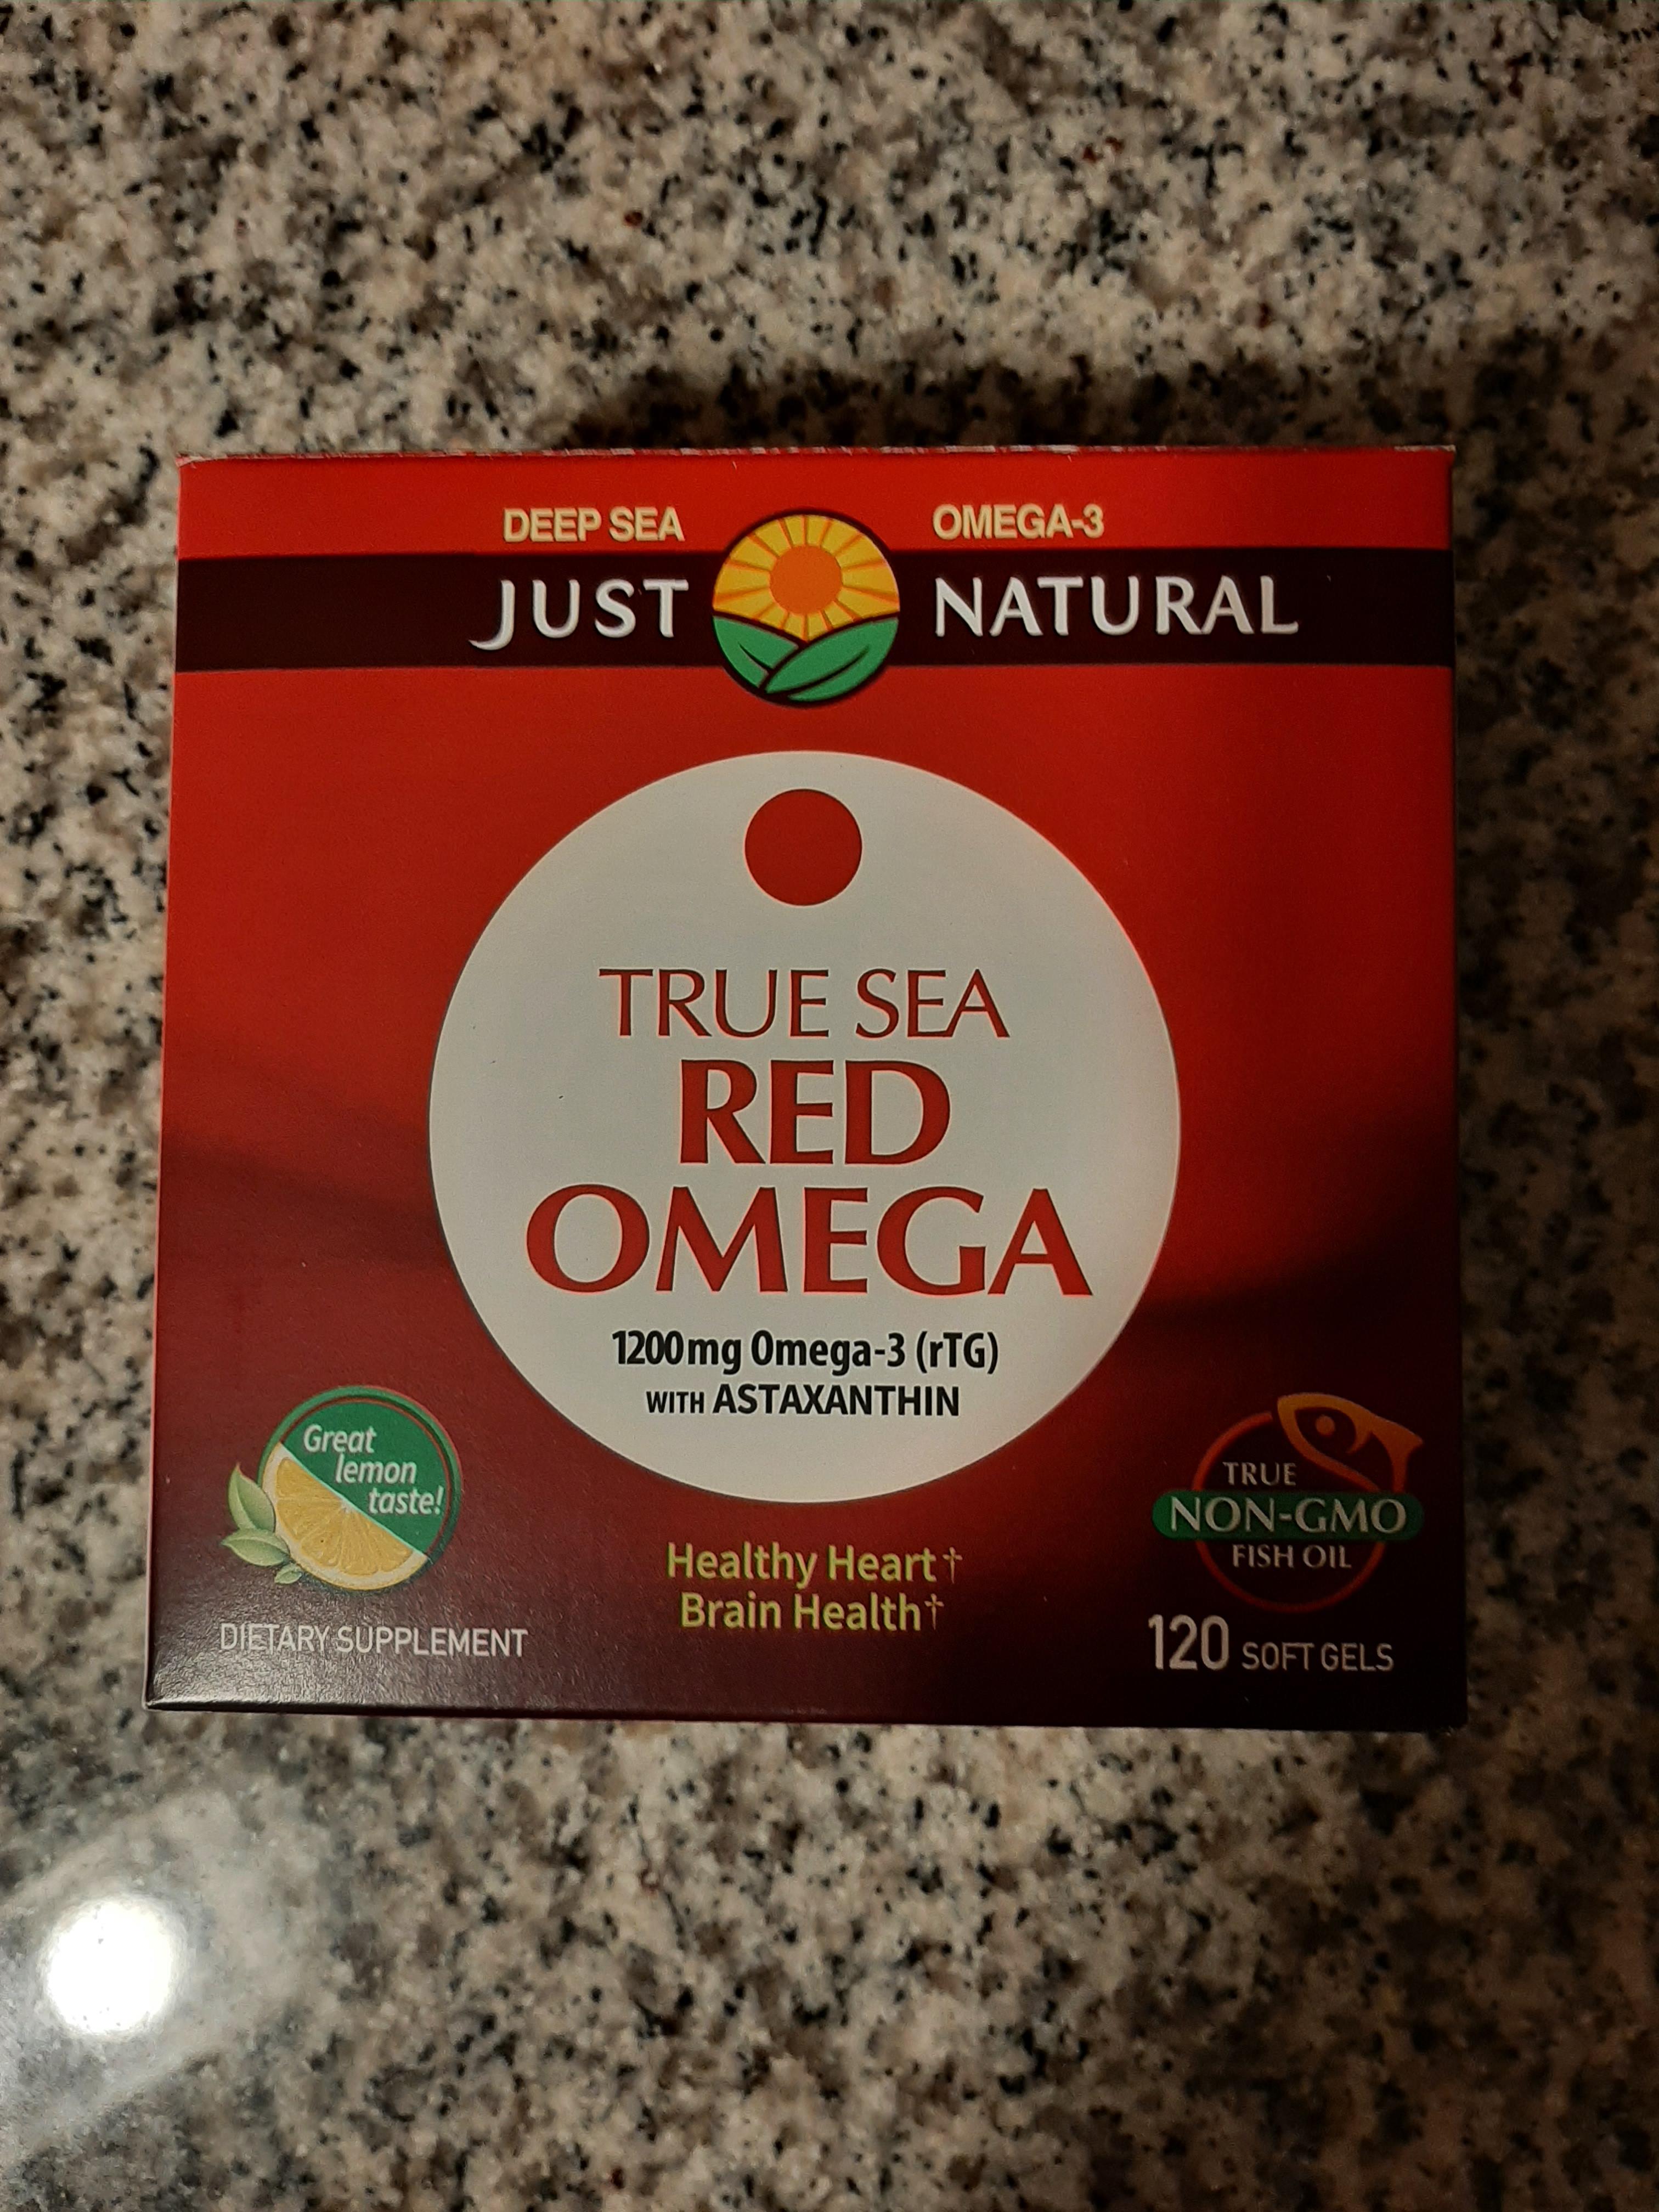 DEEP SEA OMEGA-3
JUST NATURAL
TRUE SEA
RED
OMEGA
1200mg Omega-3 (rTG)
WITH ASTAXANTHIN
Great
lemon
taste!
TRUE
NON-GMO
FISH OIL
Healthy Heart†
Brain Health†
DIETARY SUPPLEMENT
120 SOFT GELS